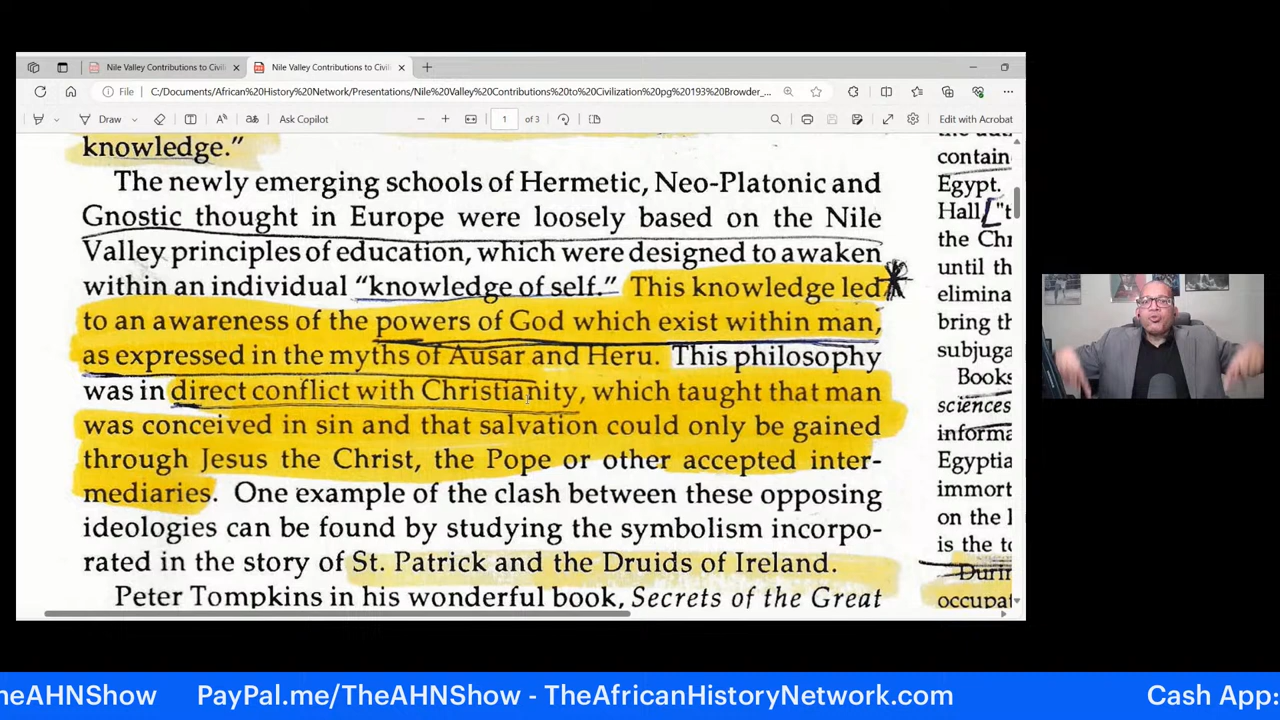 Nile Valley Contributions to Civili
Nile Valley Contributions to Civili
File
C:/Documents/African%20History%20Network/Presentations/Nile%20Valley%20Contributions%20to%20Civilization%20pg%20193%20Browder_...
Draw
Ask Copilot
1 of 3
Edit with Acrobat
knowledge."
The newly emerging schools of Hermetic, Neo-Platonic and
Gnostic thought in Europe were loosely based on the Nile
Valley principles of education, which were designed to awaken
within an individual "knowledge of self." This knowledge led
to an awareness of the powers of God which exist within man,
as expressed in the myths of Ausar and Heru. This philosophy
was in direct conflict with Christianity, which taught that man
was conceived in sin and that salvation could only be gained
through Jesus the Christ, the Pope or other accepted inter-
mediaries. One example of the clash between these opposing
ideologies can be found by studying the symbolism incorpo-
rated in the story of St. Patrick and the Druids of Ireland.
Peter Tompkins in his wonderful book, Secrets of the Great
contain
Egypt.
Hall, "t
the Chr
until th
elimina
bring th
subjuga
Books
sciences
informa
Egyptia
immort
on the l
is the to
Durin
occupat
heAHNShow PayPal.me/TheAHNShow - TheAfricanHistoryNetwork.com Cash App: